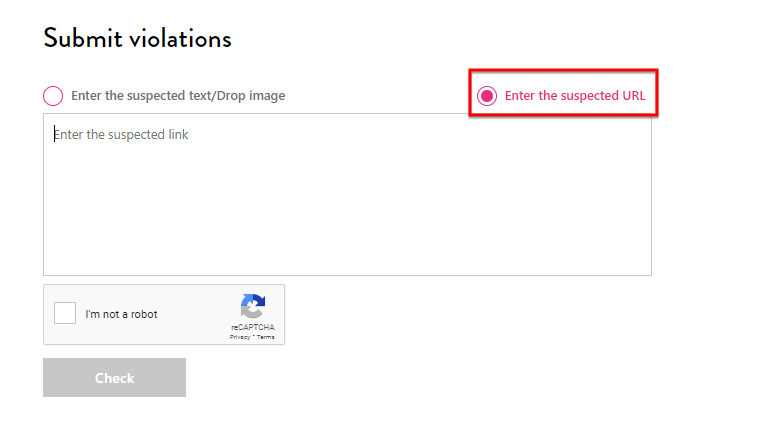 Submit violations
Enter the suspected text/Drop image
Enter the suspected URL
Enter the suspected link
I'm not a robot
reCAPTCHA
Privacy - Terms
Check